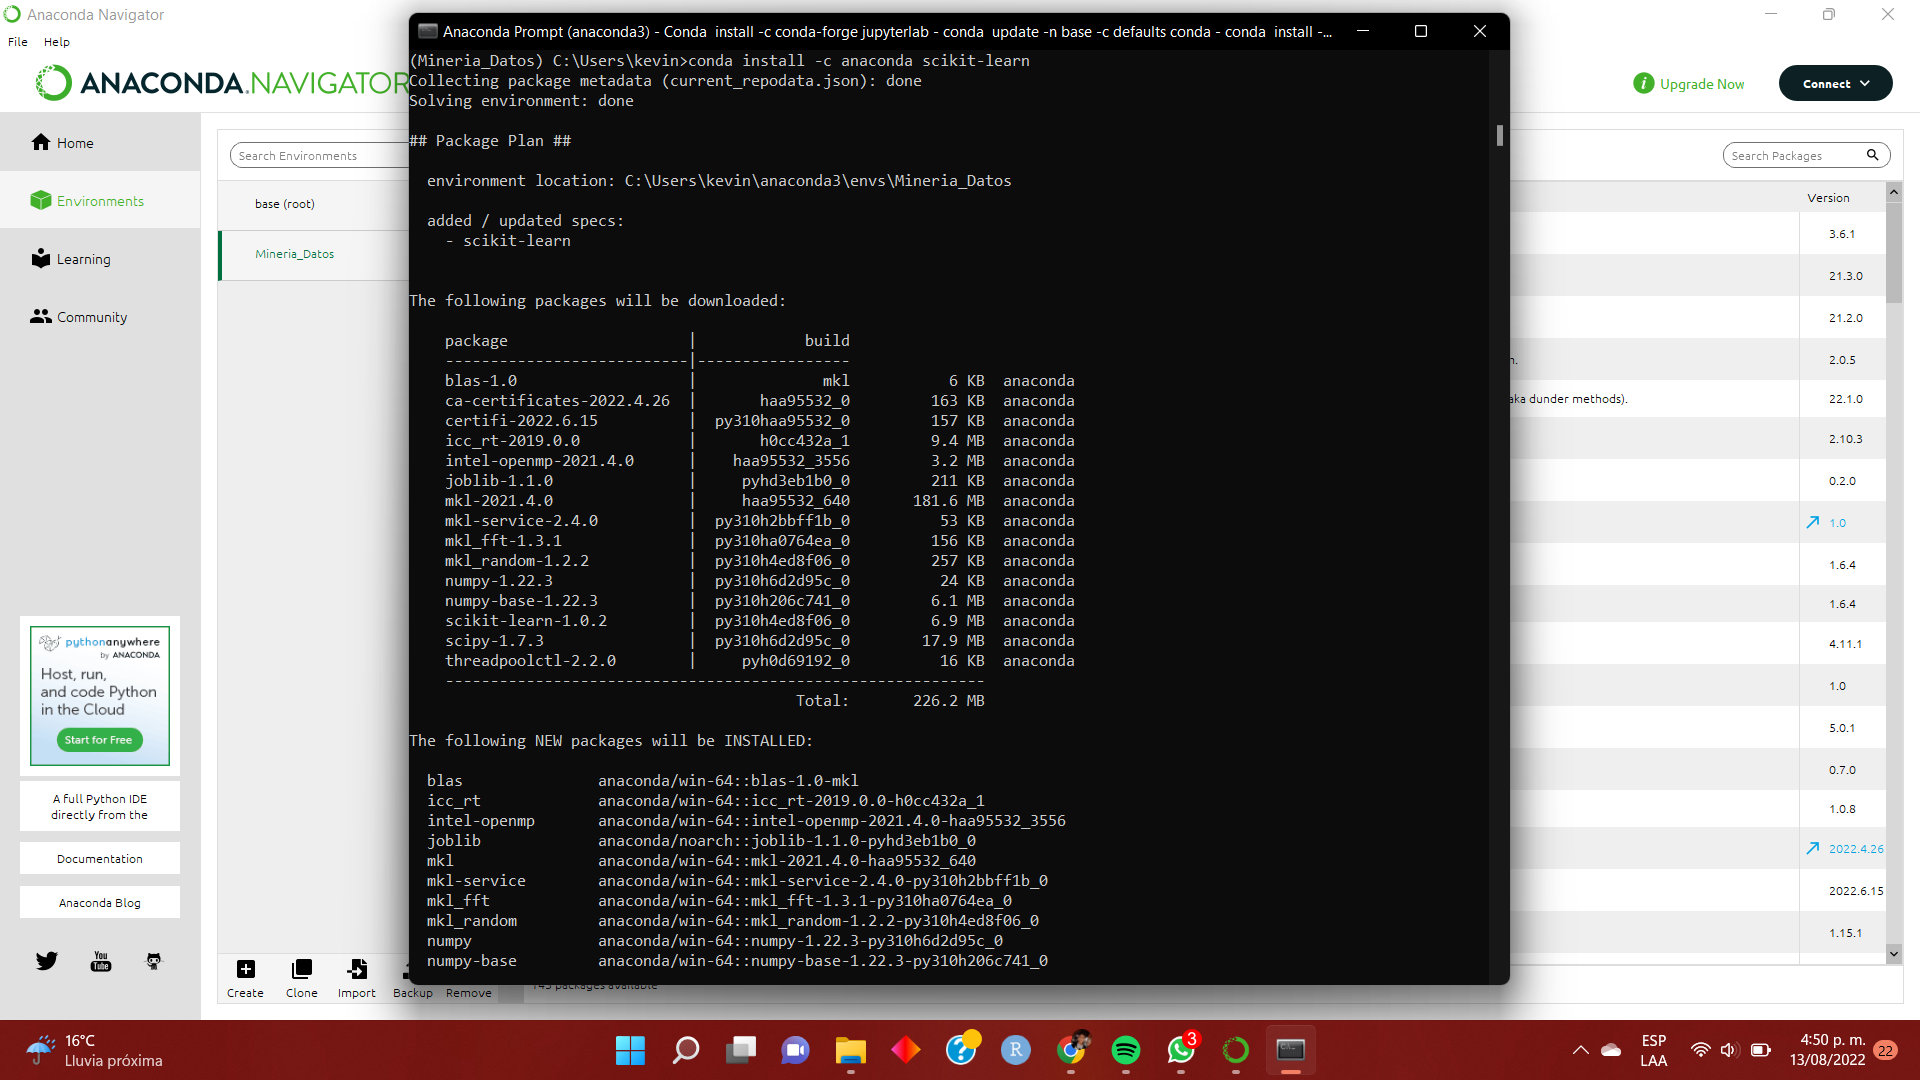 Anaconda Navigator
File Help
ANACONDA.NAVIGATOR
Upgrade Now
Connect
Home
Environments
Learning
Community
pythonanywhere
by ANACONDA
Host, run,
and code Python
in the Cloud
Start for Free
A full Python IDE
directly from the
Documentation
Anaconda Blog
You
Tube
Search Environments
base (root)
Mineria_Datos
Create Clone Import Backup Remove
Anaconda Prompt (anaconda3) - Conda  install -c conda-forge jupyterlab - conda  update -n base -c defaults conda - conda  install -...
(Mineria_Datos) C:\Users\kevin>conda install -c anaconda scikit-learn
Collecting package metadata (current_repodata.json): done
Solving environment: done
## Package Plan ##
environment location: C:\Users\kevin\anaconda3\envs\Mineria_Datos
added / updated specs:
- scikit-learn
The following packages will be downloaded:
package | build
---------------------------|-----------------
blas-1.0 | mkl 6 KB anaconda
ca-certificates-2022.4.26 | haa95532_0 163 KB anaconda
certifi-2022.6.15 | py310haa95532_0 157 KB anaconda
icc_rt-2019.0.0 | h0cc432a_1 9.4 MB anaconda
intel-openmp-2021.4.0 | haa95532_3556 3.2 MB anaconda
joblib-1.1.0 | pyhd3eb1b0_0 211 KB anaconda
mkl-2021.4.0 | haa95532_640 181.6 MB anaconda
mkl-service-2.4.0 | py310h2bbff1b_0 53 KB anaconda
mkl_fft-1.3.1 | py310ha0764ea_0 156 KB anaconda
mkl_random-1.2.2 | py310h4ed8f06_0 257 KB anaconda
numpy-1.22.3 | py310h6d2d95c_0 24 KB anaconda
numpy-base-1.22.3 | py310h206c741_0 6.1 MB anaconda
scikit-learn-1.0.2 | py310h4ed8f06_0 6.9 MB anaconda
scipy-1.7.3 | py310h6d2d95c_0 17.9 MB anaconda
threadpoolctl-2.2.0 | pyh0d69192_0 16 KB anaconda
------------------------------------------------------------
Total: 226.2 MB
The following NEW packages will be INSTALLED:
blas anaconda/win-64::blas-1.0-mkl
icc_rt anaconda/win-64::icc_rt-2019.0.0-h0cc432a_1
intel-openmp anaconda/win-64::intel-openmp-2021.4.0-haa95532_3556
joblib anaconda/noarch::joblib-1.1.0-pyhd3eb1b0_0
mkl anaconda/win-64::mkl-2021.4.0-haa95532_640
mkl-service anaconda/win-64::mkl-service-2.4.0-py310h2bbff1b_0
mkl_fft anaconda/win-64::mkl_fft-1.3.1-py310ha0764ea_0
mkl_random anaconda/win-64::mkl_random-1.2.2-py310h4ed8f06_0
numpy anaconda/win-64::numpy-1.22.3-py310h6d2d95c_0
numpy-base anaconda/win-64::numpy-base-1.22.3-py310h206c741_0
packages available
Search Packages
Version
3.6.1
21.3.0
21.2.0
n. 2.0.5
aka dunder methods). 22.1.0
2.10.3
0.2.0
1.0
1.6.4
1.6.4
4.11.1
1.0
5.0.1
0.7.0
1.0.8
2022.4.26
2022.6.15
1.15.1
16°C
Lluvia próxima
R
3
ESP
LAA
4:50 p. m.
13/08/2022
22